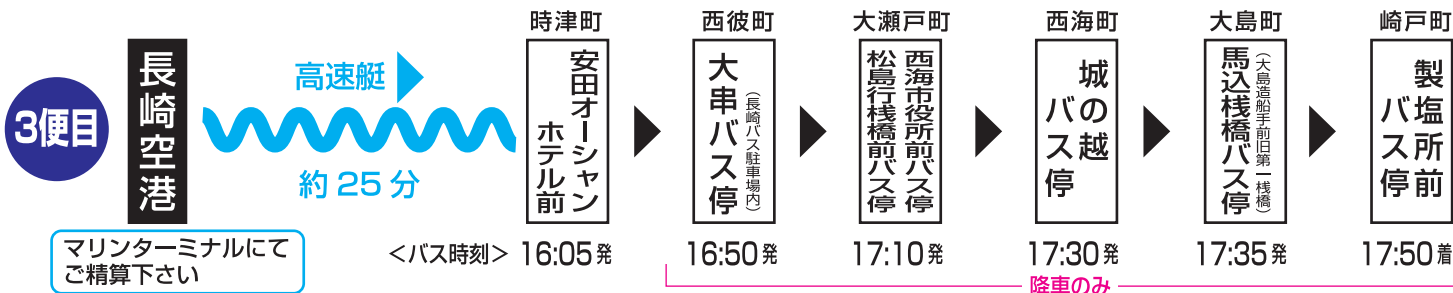 3便目
長崎空港
高速艇
約25分
マリンターミナルにて
ご精算下さい
＜バス時刻＞
時津町
安田オーシャン
ホテル前
16:05発
西彼町
大串バス停
（長崎バス駐車場内）
16:50発
大瀬戸町
西海市役所前バス停
松島行桟橋前バス停
17:10発
西海町
城の越
バス停
17:30発
大島町
（大島造船手前旧第一桟橋）
馬込桟橋バス停
17:35発
崎戸町
製塩所前
バス停
17:50着
降車のみ